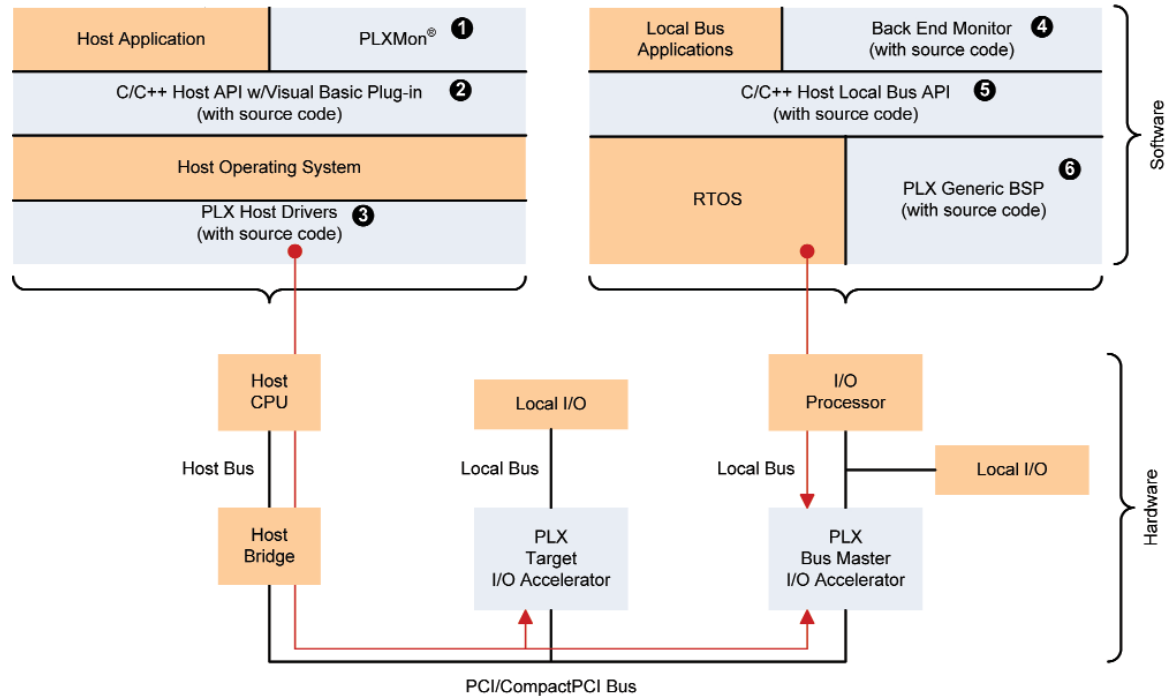 Host Application
PLXMon®
1
C/C++ Host API w/Visual Basic Plug-in
(with source code)
2
Host Operating System
PLX Host Drivers
(with source code)
3
Local Bus
Applications
Back End Monitor
(with source code)
4
C/C++ Host Local Bus API
(with source code)
5
RTOS
PLX Generic BSP
(with source code)
6
Software
Host
CPU
Local I/O
I/O
Processor
Host Bus
Local Bus
Local Bus
Local I/O
Host
Bridge
PLX
Target
I/O Accelerator
PLX
Bus Master
I/O Accelerator
Hardware
PCI/CompactPCI Bus